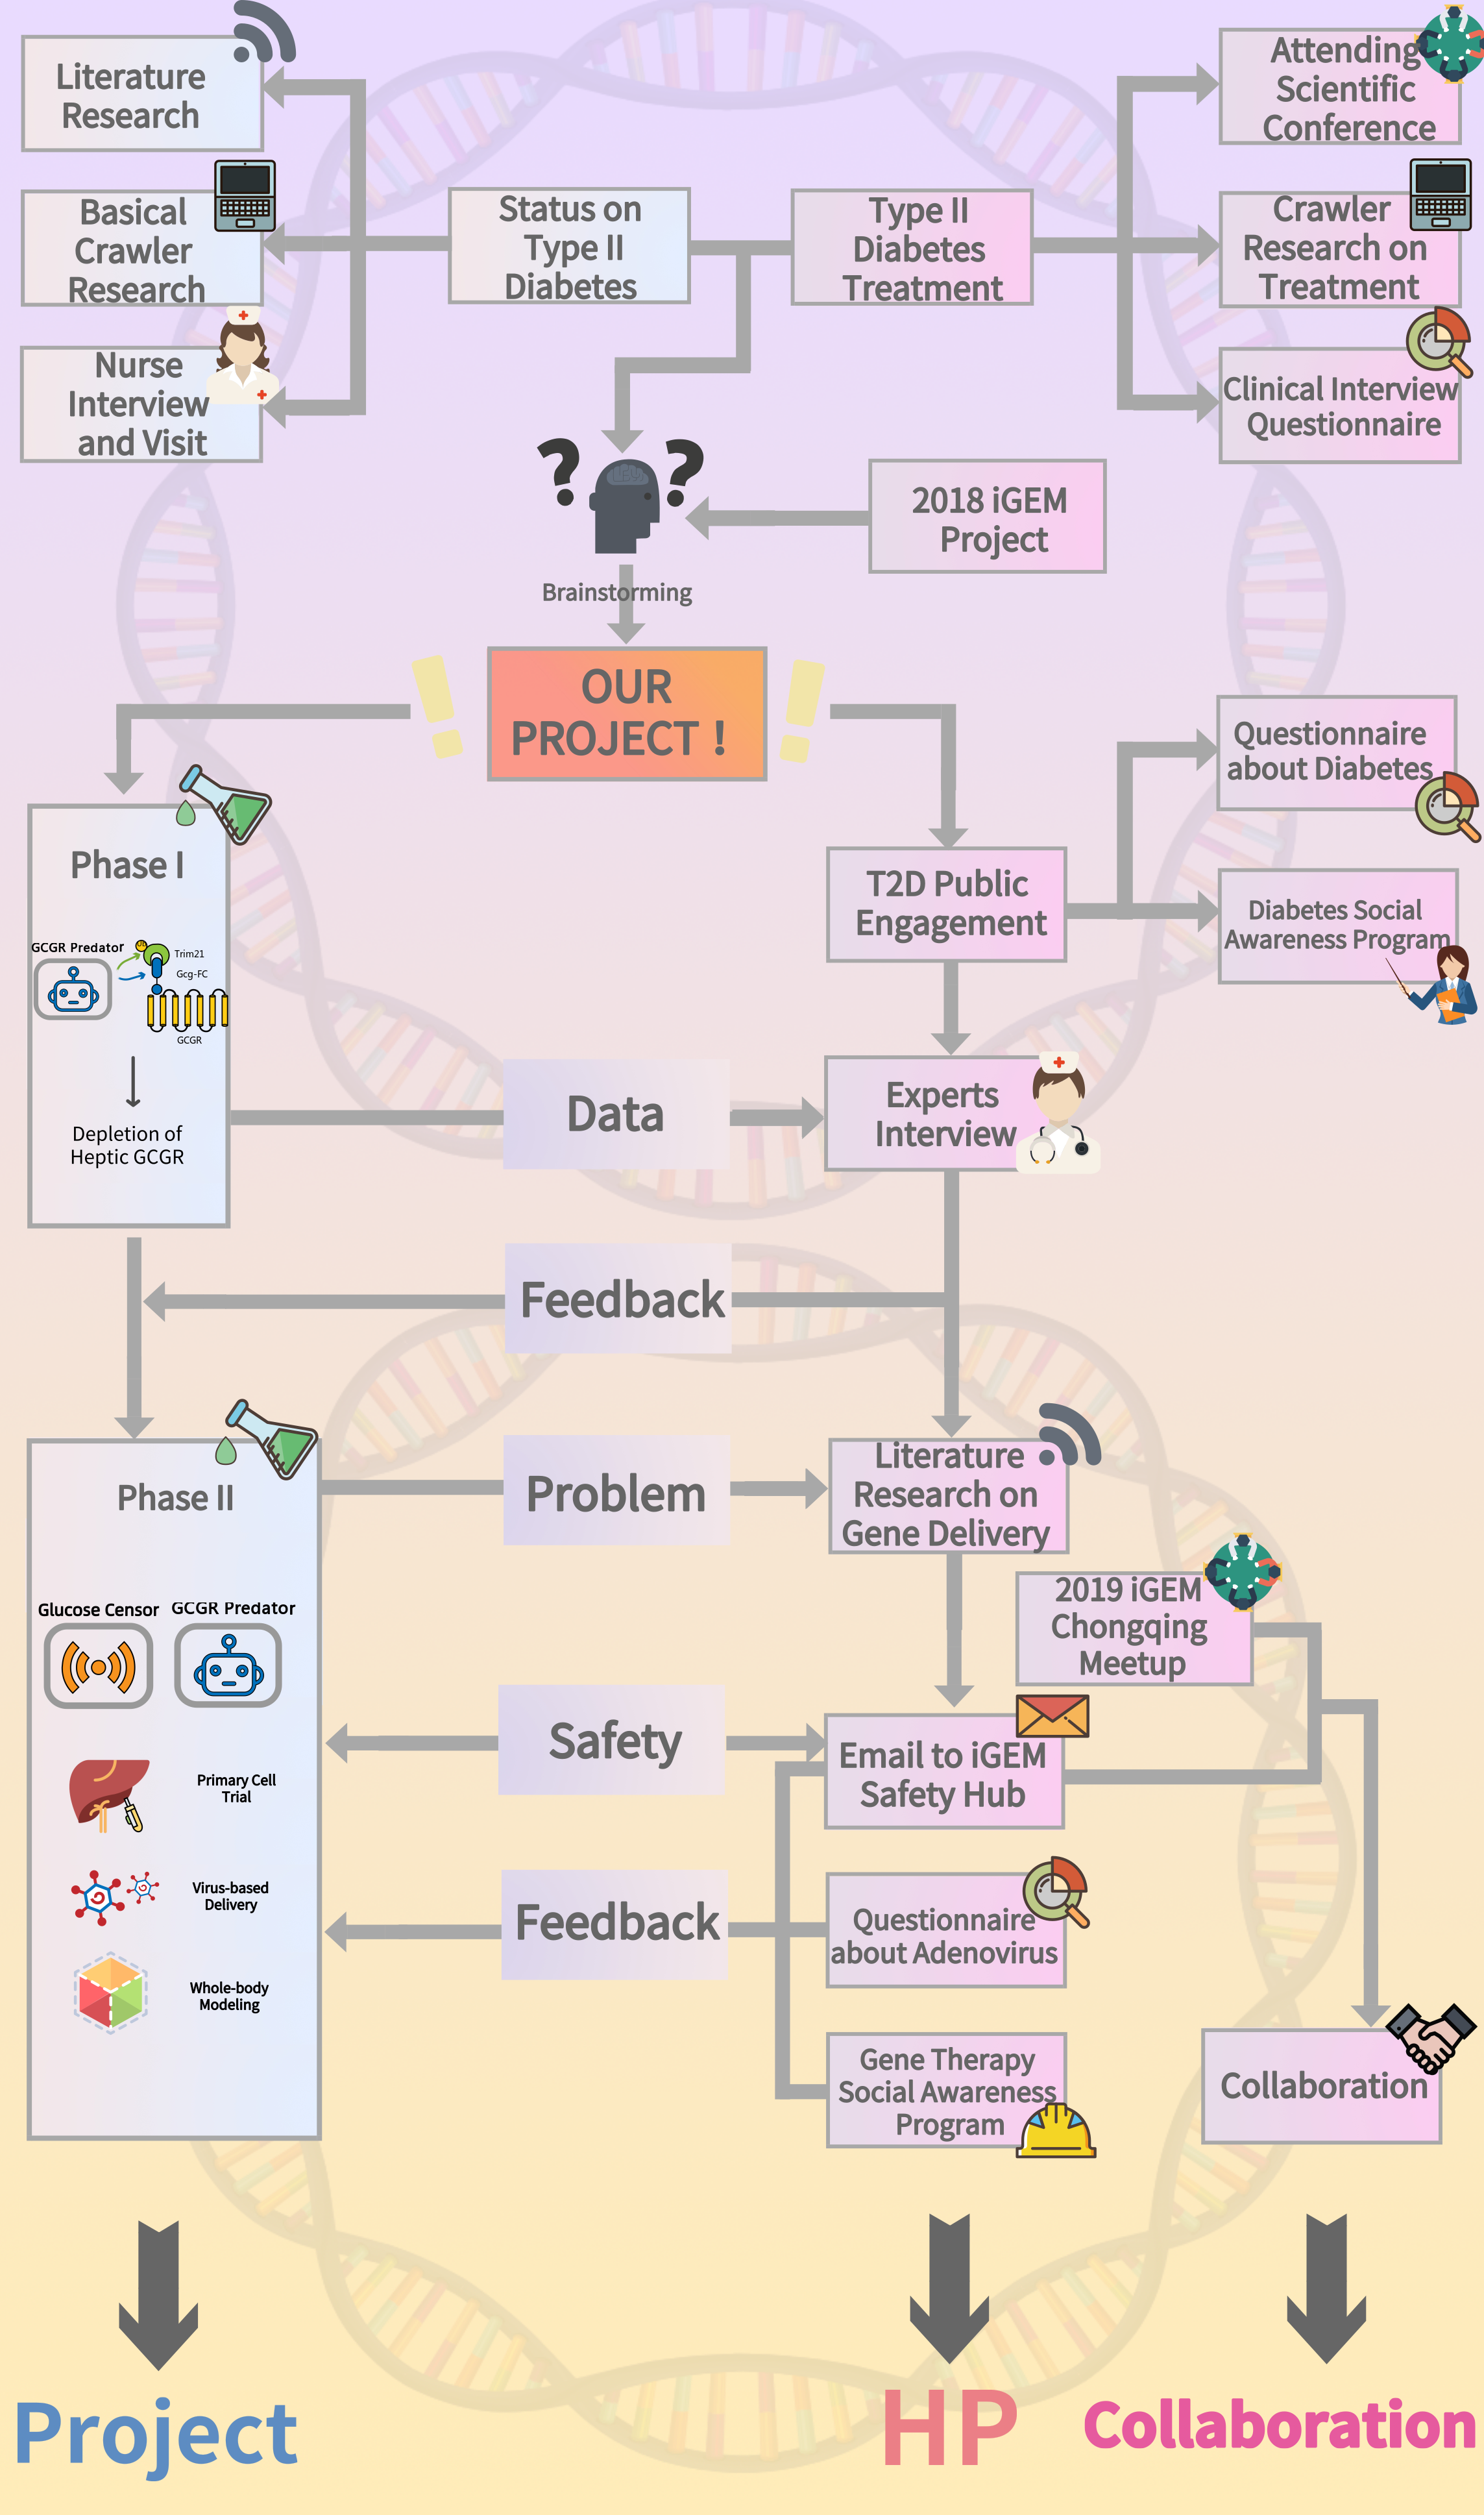 Literature
Research
Basical
Crawler
Research
Nurse
Interview
and Visit
Status on
Type II
Diabetes
Type II
Diabetes
Treatment
Attending
Scientific
Conference
Crawler
Research on
Treatment
Clinical Interview
Questionnaire
? ?
2018 iGEM
Project
Brainstorming
! OUR
PROJECT ! !
Phase I
GCGR Predator
Trim21
Gcg-FC
GCGR
Depletion of
Heptic GCGR
T2D Public
Engagement
Questionnaire
about Diabetes
Diabetes Social
Awareness Program
Data
Experts
Interview
Feedback
Phase II
Glucose Censor
GCGR Predator
Primary Cell
Trial
Virus-based
Delivery
Whole-body
Modeling
Problem
Literature
Research on
Gene Delivery
2019 iGEM
Chongqing
Meetup
Safety
Email to iGEM
Safety Hub
Feedback
Questionnaire
about Adenovirus
Gene Therapy
Social Awareness
Program
Collaboration
Project
HP
Collaboration